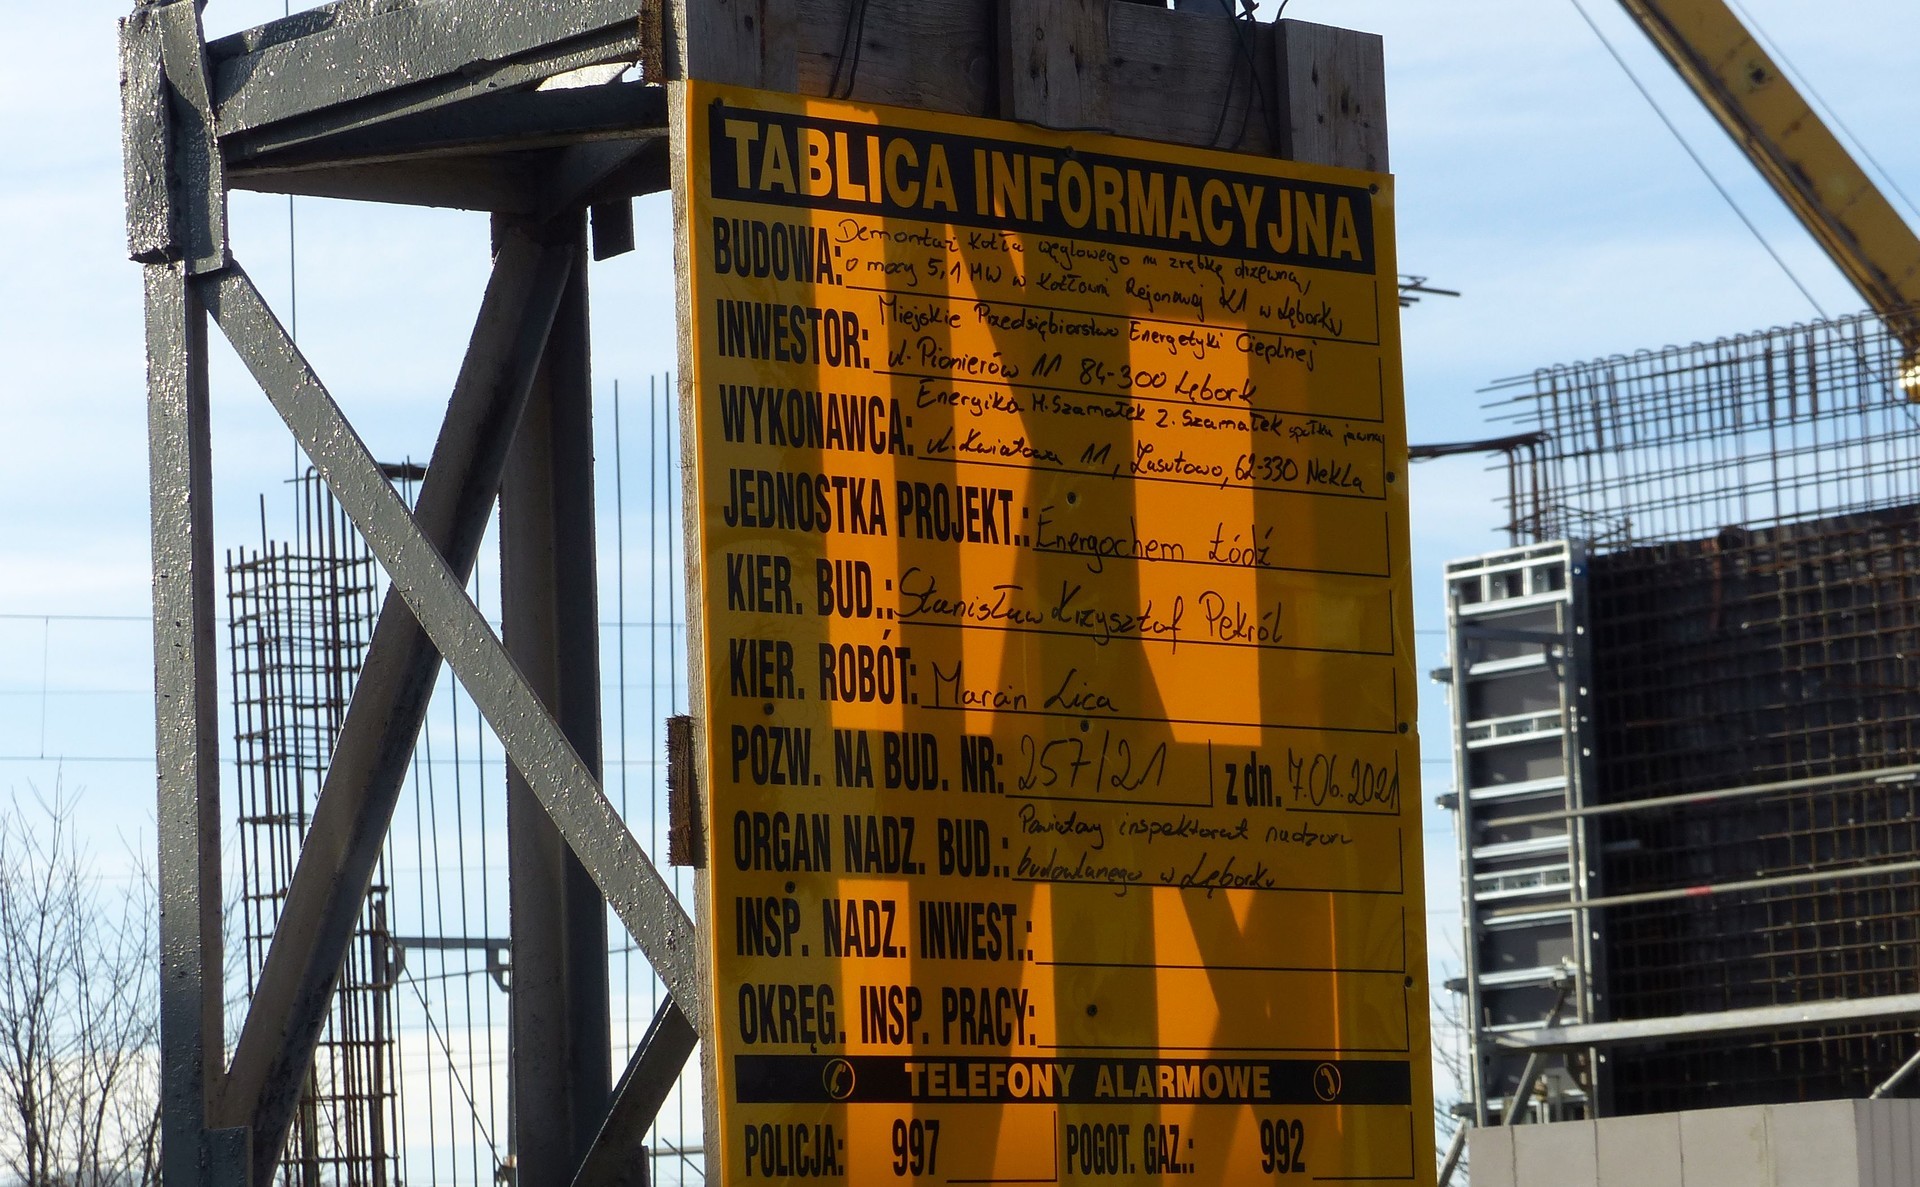 TABLICA INFORMACYJNA
BUDOWA: Demontaż kotła węglowego na zrębkę drzewną,
o mocy 5,1 MW w Kotłowni Rejonowej K1 w Lęborku
INWESTOR: Miejskie Przedsiębiorstwo Energetyki Cieplnej
ul. Pionierów 11 84-300 Lębork
WYKONAWCA: Energika H. Szamałek Z. Szamałek spółka jawna
ul. Kwiatowa 11, Zasutowo, 62-330 Nekla
JEDNOSTKA PROJEKT.: Energochem Łódź
KIER. BUD.: Stanisław Krzysztof Pękról
KIER. ROBÓT: Marcin Lica
POZW. NA BUD. NR: 257/21 z dn. 7.06.2021
ORGAN NADZ. BUD.: Powiatowy inspektorat nadzoru
budowlanego w Lęborku
INSP. NADZ. INWEST.:
OKRĘG. INSP. PRACY:
TELEFONY ALARMOWE
POLICJA: 997 POGOT. GAZ.: 992